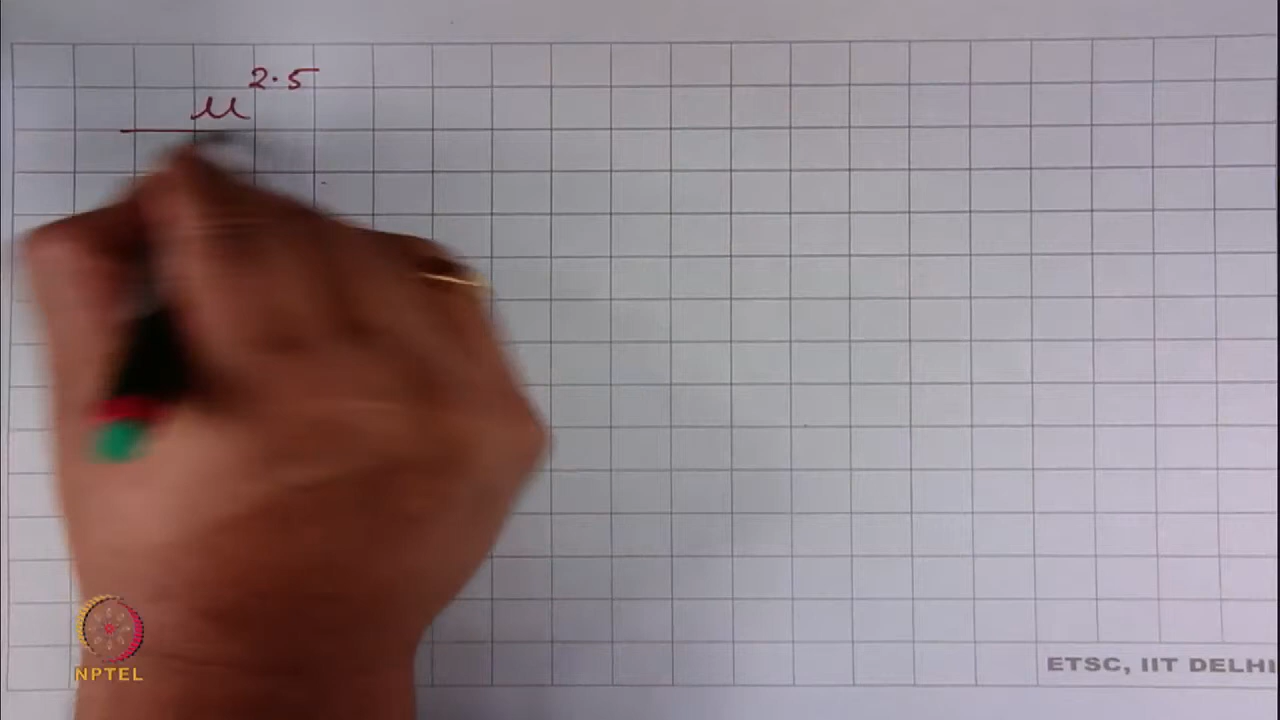 μ^2.5
NPTEL
ETSC, IIT DELHI